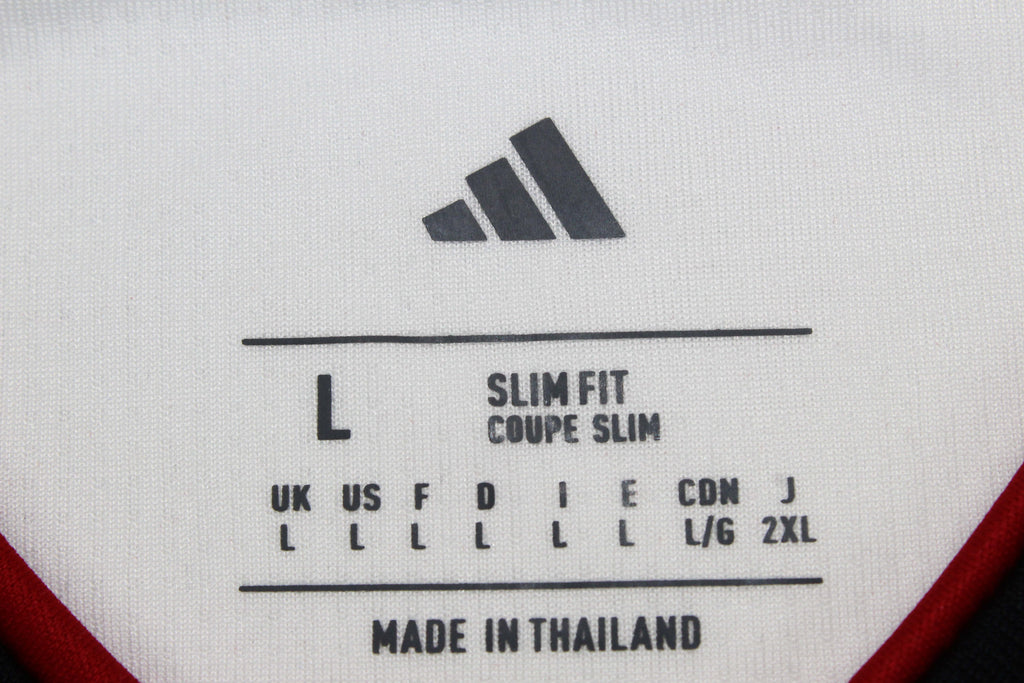 L
SLIM FIT
COUPE SLIM
UK US F D I E CDN J
L L L L L L L/G 2XL
MADE IN THAILAND